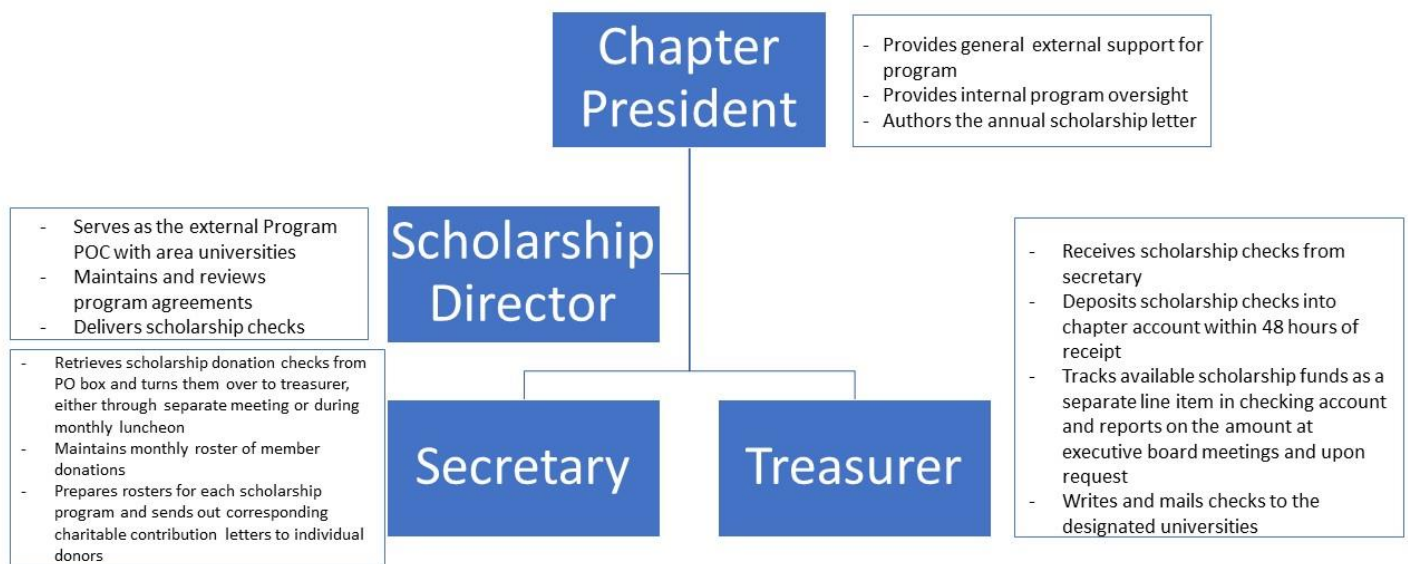 Chapter
President
- Provides general external support for
program
- Provides internal program oversight
- Authors the annual scholarship letter
- Serves as the external Program
POC with area universities
- Maintains and reviews
program agreements
- Delivers scholarship checks
Scholarship
Director
- Receives scholarship checks from
secretary
- Deposits scholarship checks into
chapter account within 48 hours of
receipt
- Tracks available scholarship funds as a
separate line item in checking account
and reports on the amount at
executive board meetings and upon
request
- Writes and mails checks to the
designated universities
- Retrieves scholarship donation checks from
PO box and turns them over to treasurer,
either through separate meeting or during
monthly luncheon
- Maintains monthly roster of member
donations
- Prepares rosters for each scholarship
program and sends out corresponding
charitable contribution letters to individual
donors
Secretary
Treasurer